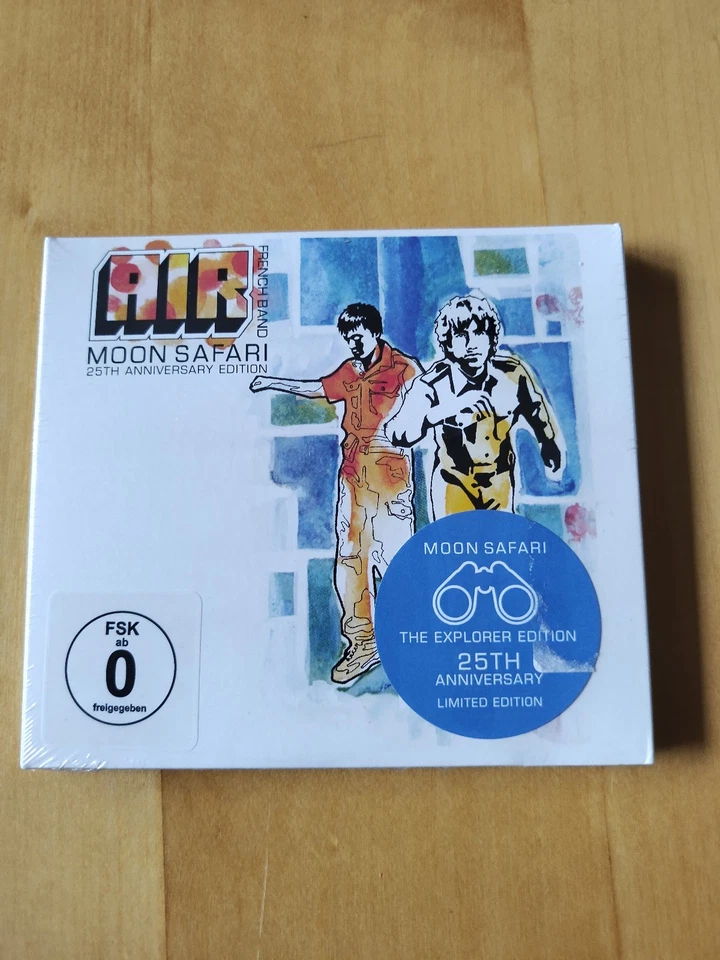 AIR
FRENCH BAND
MOON SAFARI
25TH ANNIVERSARY EDITION
MOON SAFARI
THE EXPLORER EDITION
25TH
ANNIVERSARY
LIMITED EDITION
FSK
ab
0
freigegeben